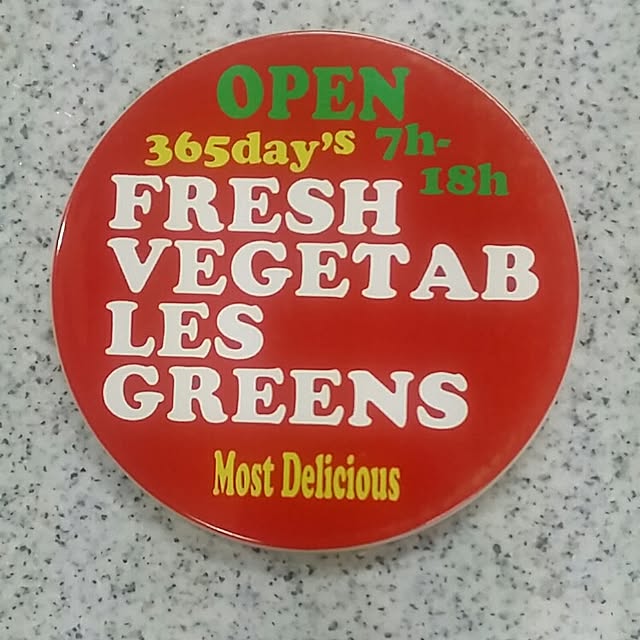 OPEN
365day's 7h-
18h
FRESH
VEGETAB
LES
GREENS
Most Delicious